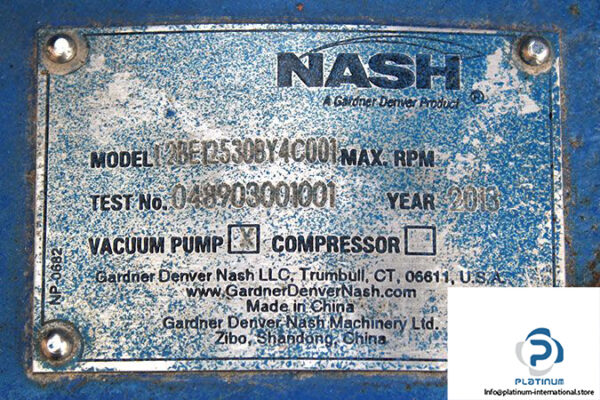 NASH
A Gardner Denver Product ®
MODEL L2BE125308Y4C001 MAX. RPM
TEST No. 048903001001 YEAR 2013
VACUUM PUMP X COMPRESSOR
Gardner Denver Nash LLC, Trumbull, CT, 06611, U.S.A.
www.GardnerDenverNash.com
Made in China
Gardner Denver Nash Machinery Ltd.
Zibo, Shandong, China
NP 0682
PLATINUM
Info@platinum-international.store